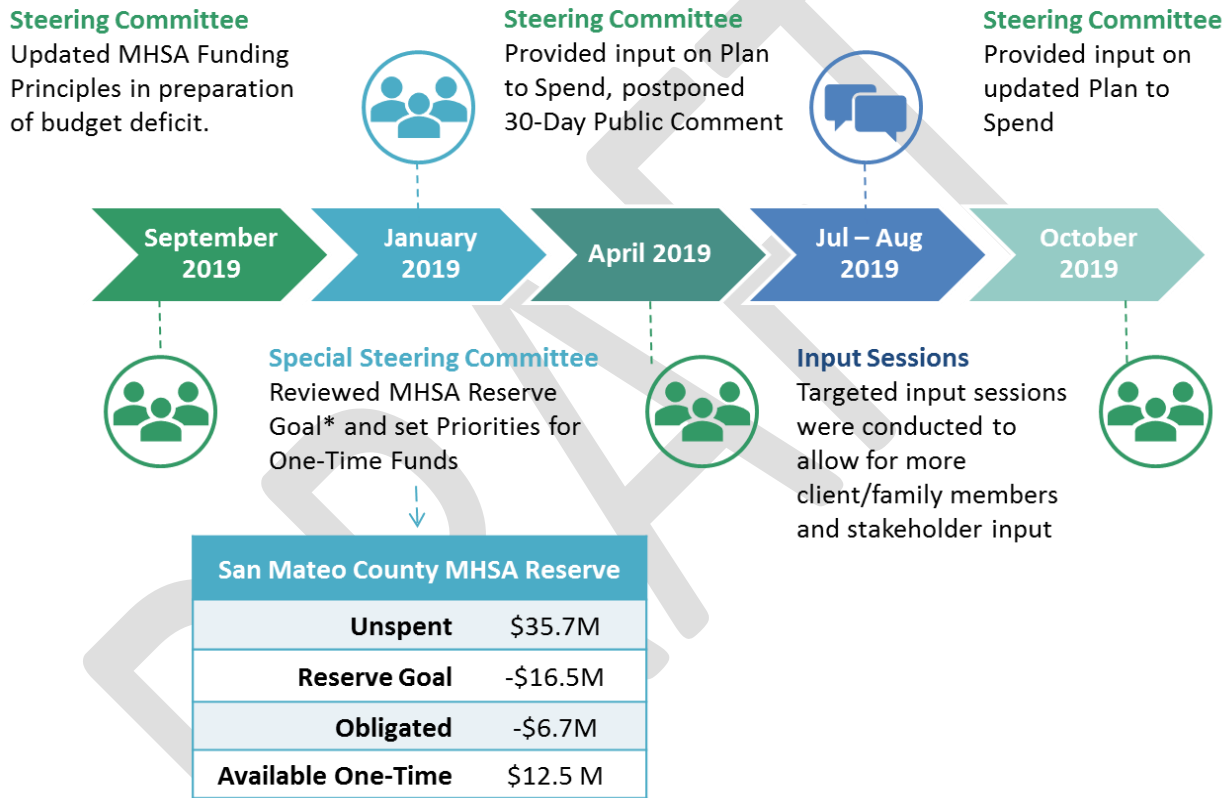 Steering Committee
Updated MHSA Funding
Principles in preparation
of budget deficit.
Steering Committee
Provided input on Plan
to Spend, postponed
30-Day Public Comment
Steering Committee
Provided input on
updated Plan to
Spend
September
2019
January
2019
April 2019
Jul – Aug
2019
October
2019
Special Steering Committee
Reviewed MHSA Reserve
Goal* and set Priorities for
One-Time Funds
Input Sessions
Targeted input sessions
were conducted to
allow for more
client/family members
and stakeholder input
San Mateo County MHSA Reserve
Unspent $35.7M
Reserve Goal -$16.5M
Obligated -$6.7M
Available One-Time $12.5 M
DRAFT